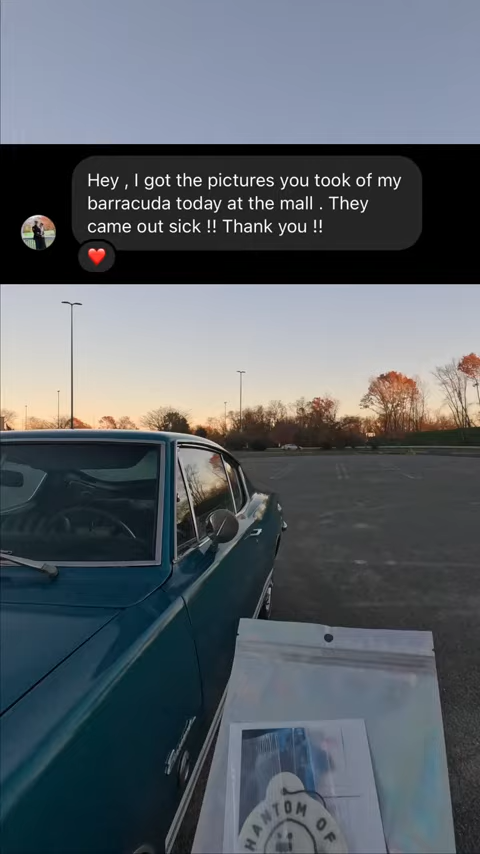 Hey , I got the pictures you took of my
barracuda today at the mall . They
came out sick !! Thank you !!
HANTOM OF